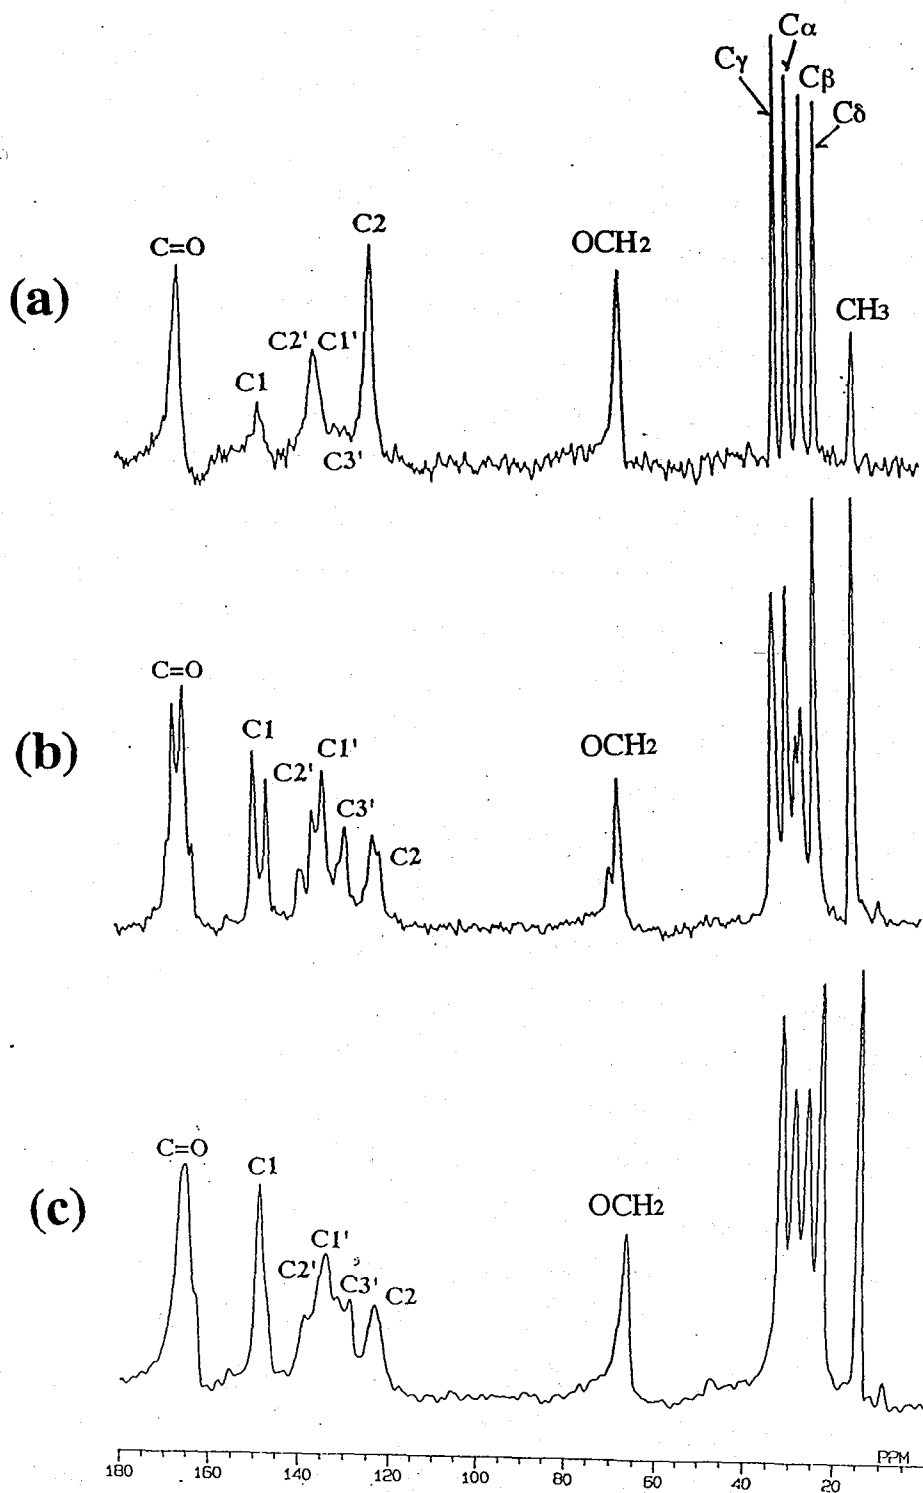 Cα
Cγ
Cβ
Cδ
C2
C=O
OCH2
(a)
CH3
C2' C1'
C1
C3'
C=O
C1
C1'
(b)
C2'
OCH2
C3'
C2
C=O
C1
(c)
OCH2
C1'
C2'
C3'
C2
180 160 140 120 100 80 60 40 20 PPM